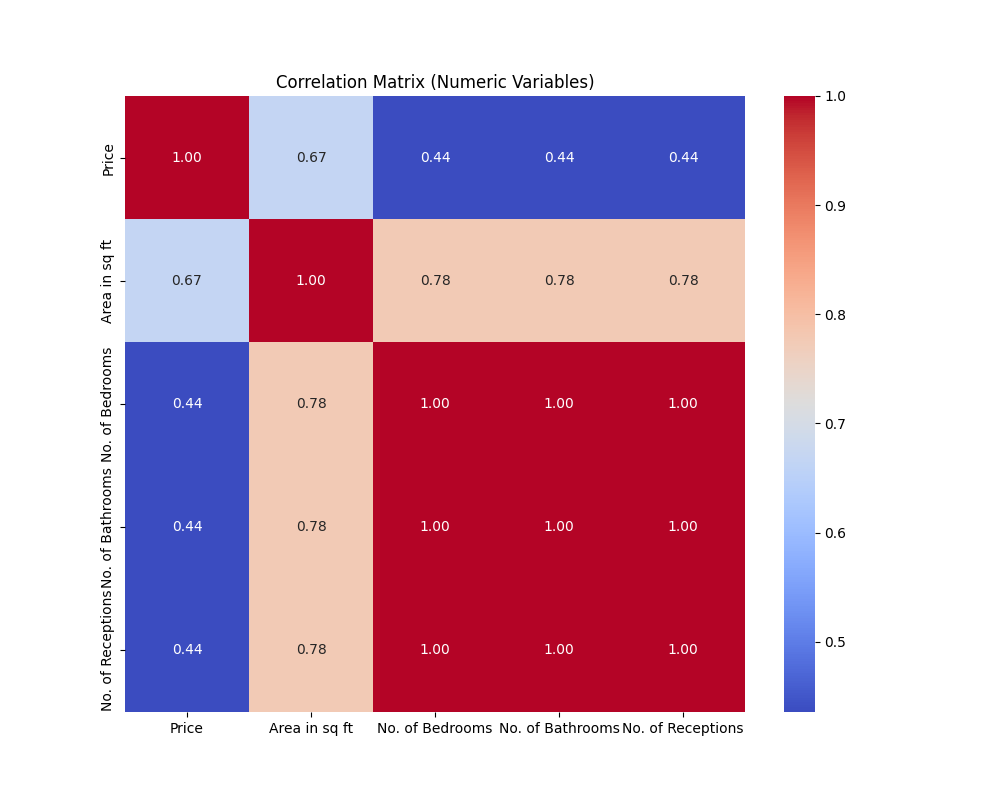 Correlation Matrix (Numeric Variables)
Price 1.00 0.67 0.44 0.44 0.44
Area in sq ft 0.67 1.00 0.78 0.78 0.78
No. of Bedrooms 0.44 0.78 1.00 1.00 1.00
No. of Bathrooms 0.44 0.78 1.00 1.00 1.00
No. of Receptions 0.44 0.78 1.00 1.00 1.00
Price Area in sq ft No. of Bedrooms No. of Bathrooms No. of Receptions
1.0
0.9
0.8
0.7
0.6
0.5